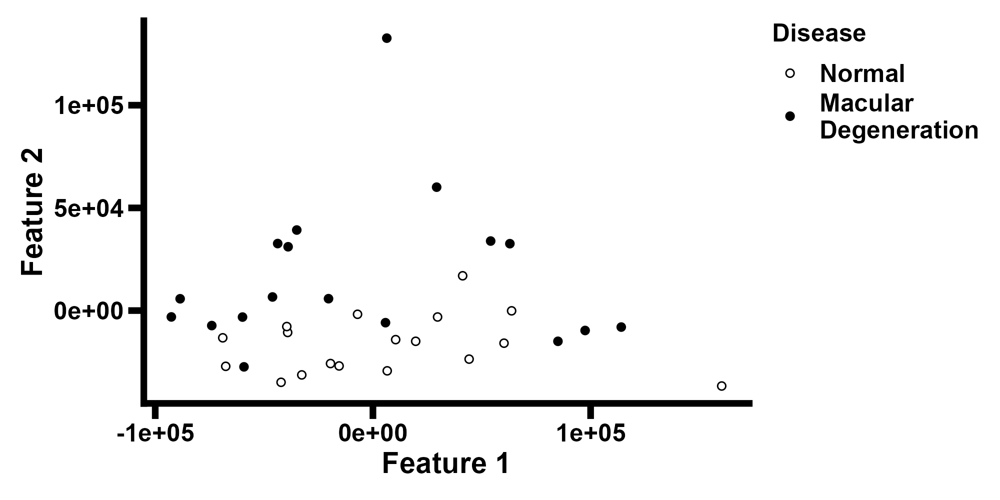 Disease
Normal
Macular
Degeneration
Feature 2
1e+05
5e+04
0e+00
-1e+05
0e+00
1e+05
Feature 1